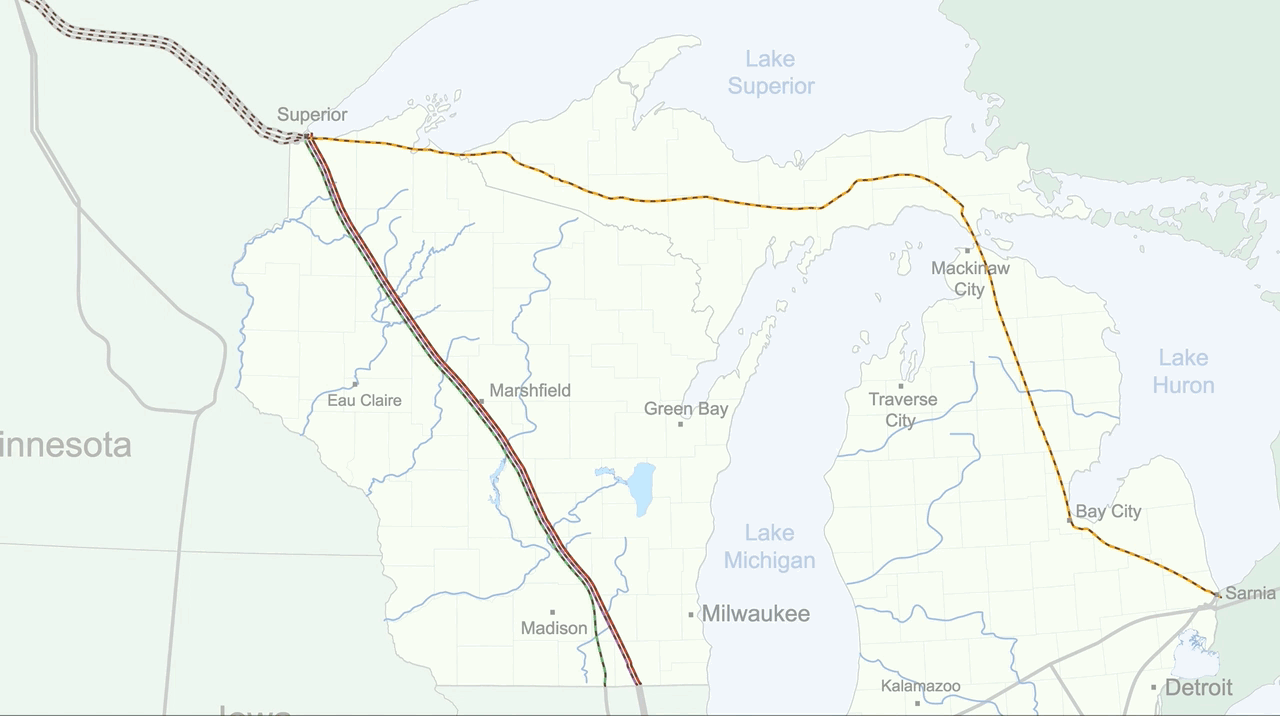 Lake
Superior
Superior
Mackinaw
City
Lake
Huron
Marshfield
Eau Claire
Green Bay
Traverse
City
innesota
Bay City
Lake
Michigan
Sarnia
Madison
Milwaukee
Kalamazoo
Detroit
Iowa